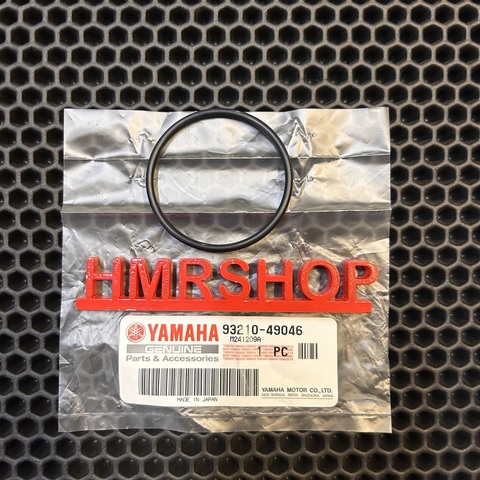 HMRSHOP
YAMAHA 93210-49046
M241209A
GENUINE
Parts & Accessories
1 PC
MADE IN JAPAN
YAMAHA MOTOR CO., LTD.